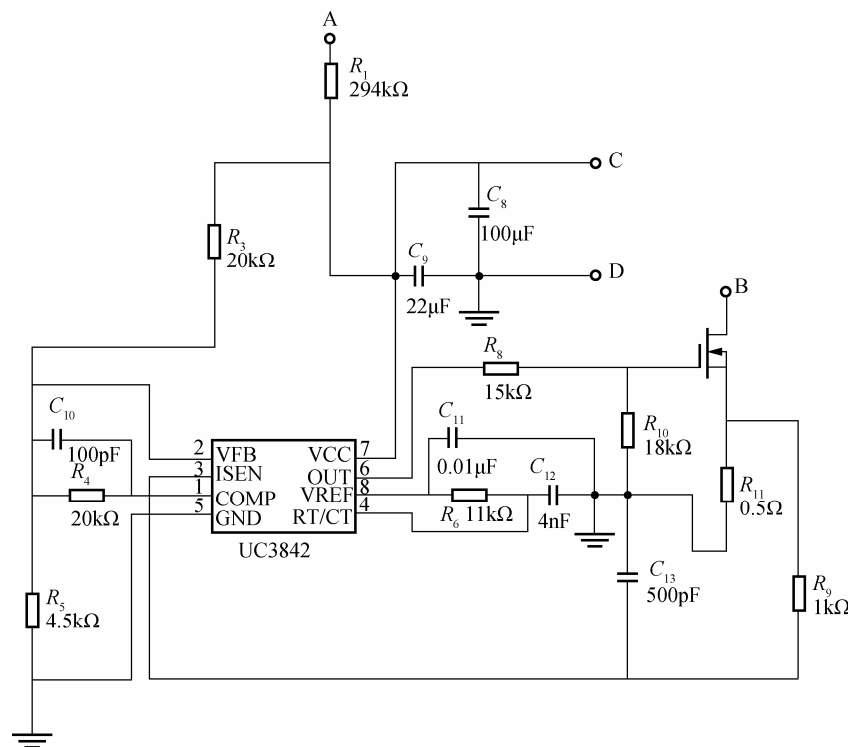 A
R₁
294kΩ
C
C₈
100μF
R₃
20kΩ
C₉
22μF
D
B
R₈
15kΩ
C₁₀
100pF
R₄
20kΩ
2
3
1
5
VFB
ISEN
COMP
GND
VCC
OUT
VREF
RT/CT
7
6
8
4
UC3842
C₁₁
0.01μF
R₆ 11kΩ
C₁₂
4nF
R₁₀
18kΩ
R₁₁
0.5Ω
C₁₃
500pF
R₉
1kΩ
R₅
4.5kΩ